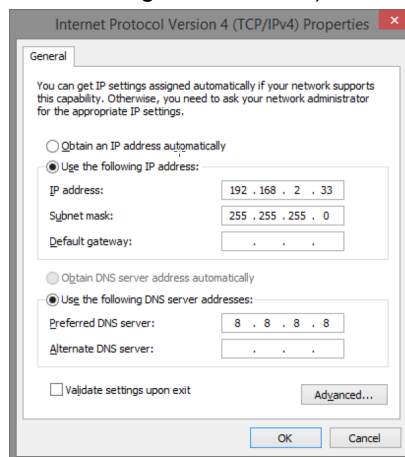 Internet Protocol Version 4 (TCP/IPv4) Properties
General
You can get IP settings assigned automatically if your network supports
this capability. Otherwise, you need to ask your network administrator
for the appropriate IP settings.
Obtain an IP address automatically
Use the following IP address:
IP address: 192 . 168 . 2 . 33
Subnet mask: 255 . 255 . 255 . 0
Default gateway: . . .
Obtain DNS server address automatically
Use the following DNS server addresses:
Preferred DNS server: 8 . 8 . 8 . 8
Alternate DNS server: . . .
Validate settings upon exit
Advanced...
OK Cancel